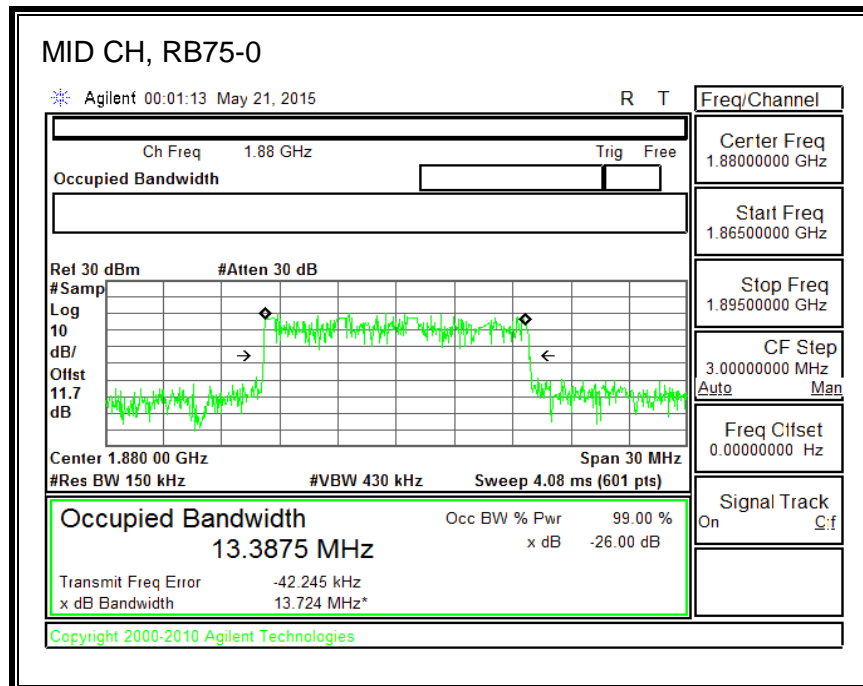 MID CH, RB75-0
Agilent 00:01:13 May 21, 2015 R T
Freq/Channel
Ch Freq 1.88 GHz Trig Free
Occupied Bandwidth
Center Freq
1.88000000 GHz
Start Freq
1.86500000 GHz
Stop Freq
1.89500000 GHz
CF Step
3.00000000 MHz
Auto Man
Freq Offset
0.00000000 Hz
Signal Track
On Off
Ref 30 dBm #Atten 30 dB
#Samp
Log
10
dB/
Offst
11.7
dB
Center 1.880 00 GHz Span 30 MHz
#Res BW 150 kHz #VBW 430 kHz Sweep 4.08 ms (601 pts)
Occupied Bandwidth
13.3875 MHz
Occ BW % Pwr 99.00 %
x dB -26.00 dB
Transmit Freq Error -42.245 kHz
x dB Bandwidth 13.724 MHz*
Copyright 2000-2010 Agilent Technologies